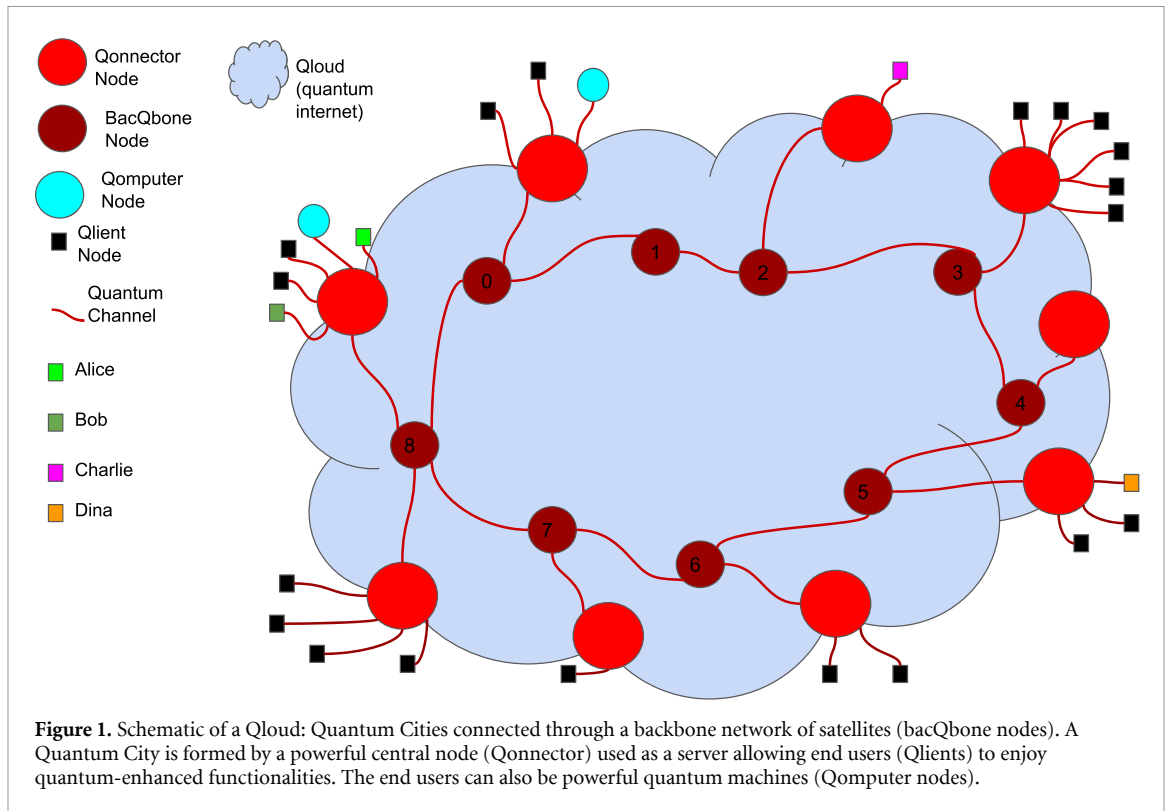 Qonnector
Node
BacQbone
Node
Qomputer
Node
Qlient
Node
Quantum
Channel
Alice
Bob
Charlie
Dina
Qloud
(quantum
internet)
0
1
2
3
4
5
6
7
8
Figure 1. Schematic of a Qloud: Quantum Cities connected through a backbone network of satellites (bacQbone nodes). A
Quantum City is formed by a powerful central node (Qonnector) used as a server allowing end users (Qlients) to enjoy
quantum-enhanced functionalities. The end users can also be powerful quantum machines (Qomputer nodes).